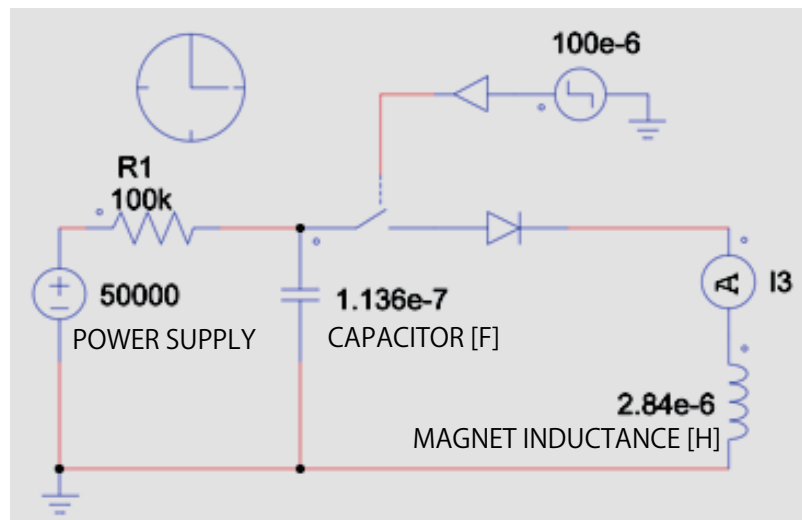 100e-6
R1
100k
50000
POWER SUPPLY
1.136e-7
CAPACITOR [F]
A
I3
2.84e-6
MAGNET INDUCTANCE [H]